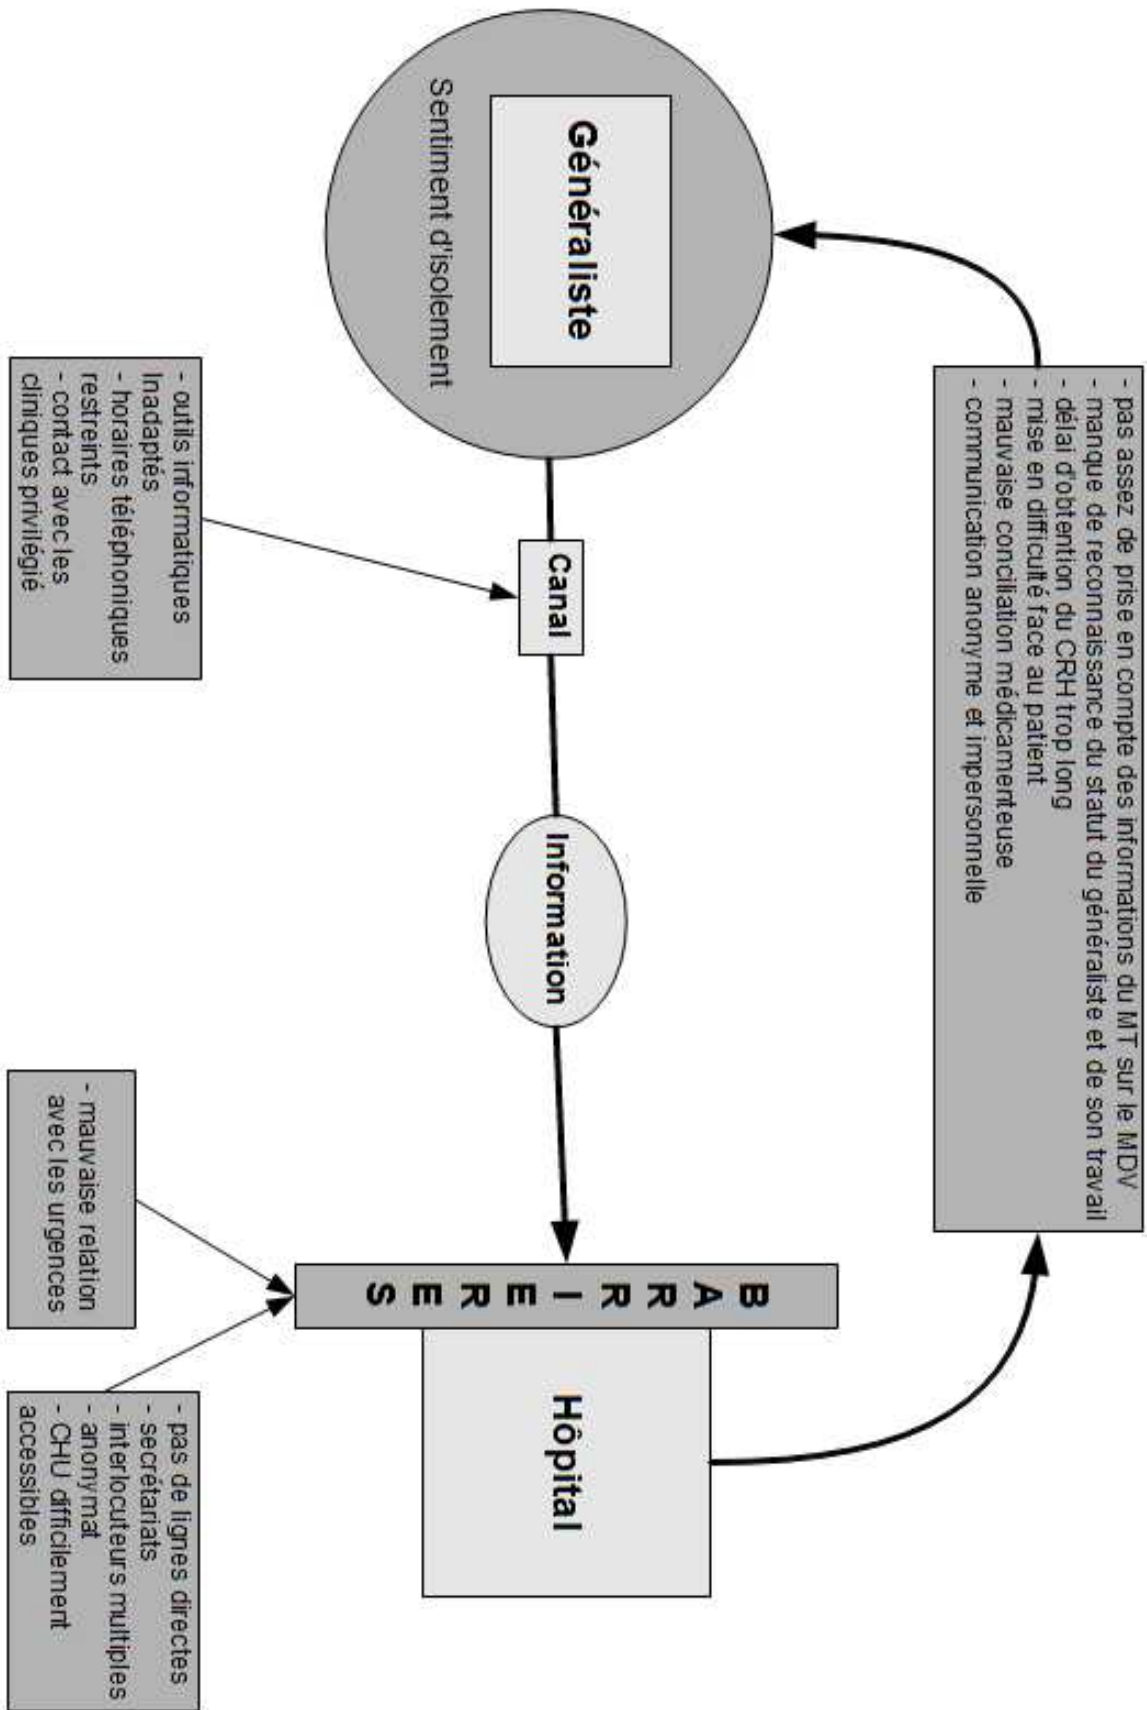 - pas assez de prise en compte des informations du MT sur le MDV
- manque de reconnaissance du statut du généraliste et de son travail
- délai d'obtention du CRH trop long
- mise en difficulté face au patient
- mauvaise conciliation médicamenteuse
- communication anonyme et impersonnelle
Généraliste
Sentiment d'isolement
Canal
Information
BARRIERES
Hôpital
- outils informatiques
Inadaptés
- horaires téléphoniques
restreints
- contact avec les
cliniques privilégié
- mauvaise relation
avec les urgences
- pas de lignes directes
- secrétariats
- interlocuteurs multiples
- anonymat
- CHU difficilement
accessibles